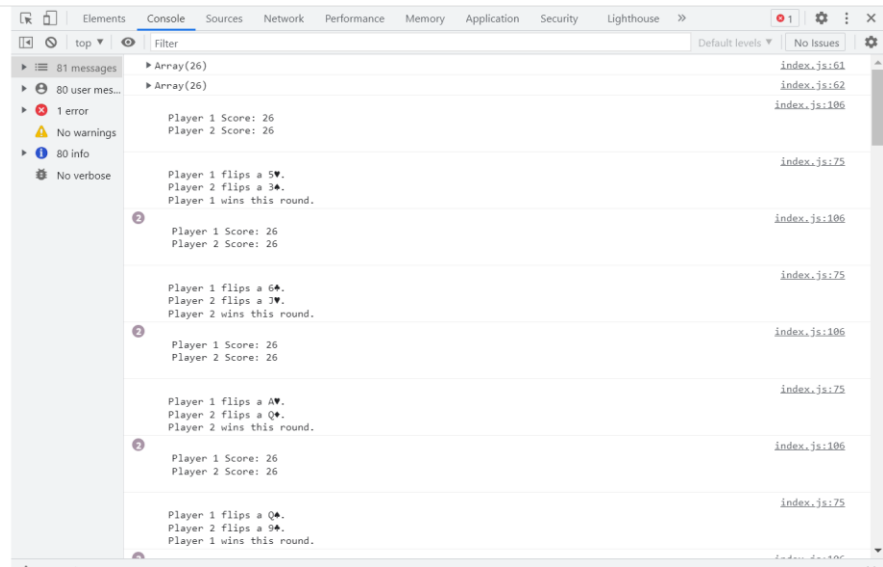 Elements Console Sources Network Performance Memory Application Security Lighthouse » 1
top ▼ Filter Default levels ▼ No Issues
81 messages
80 user mes...
1 error
No warnings
80 info
No verbose
▶ Array(26) index.js:61
▶ Array(26) index.js:62
index.js:106
Player 1 Score: 26
Player 2 Score: 26
index.js:75
Player 1 flips a 5♥.
Player 2 flips a 3♠.
Player 1 wins this round.
2 index.js:106
Player 1 Score: 26
Player 2 Score: 26
index.js:75
Player 1 flips a 6♠.
Player 2 flips a J♥.
Player 2 wins this round.
2 index.js:106
Player 1 Score: 26
Player 2 Score: 26
index.js:75
Player 1 flips a A♥.
Player 2 flips a Q♦.
Player 2 wins this round.
2 index.js:106
Player 1 Score: 26
Player 2 Score: 26
index.js:75
Player 1 flips a Q♠.
Player 2 flips a 9♠.
Player 1 wins this round.